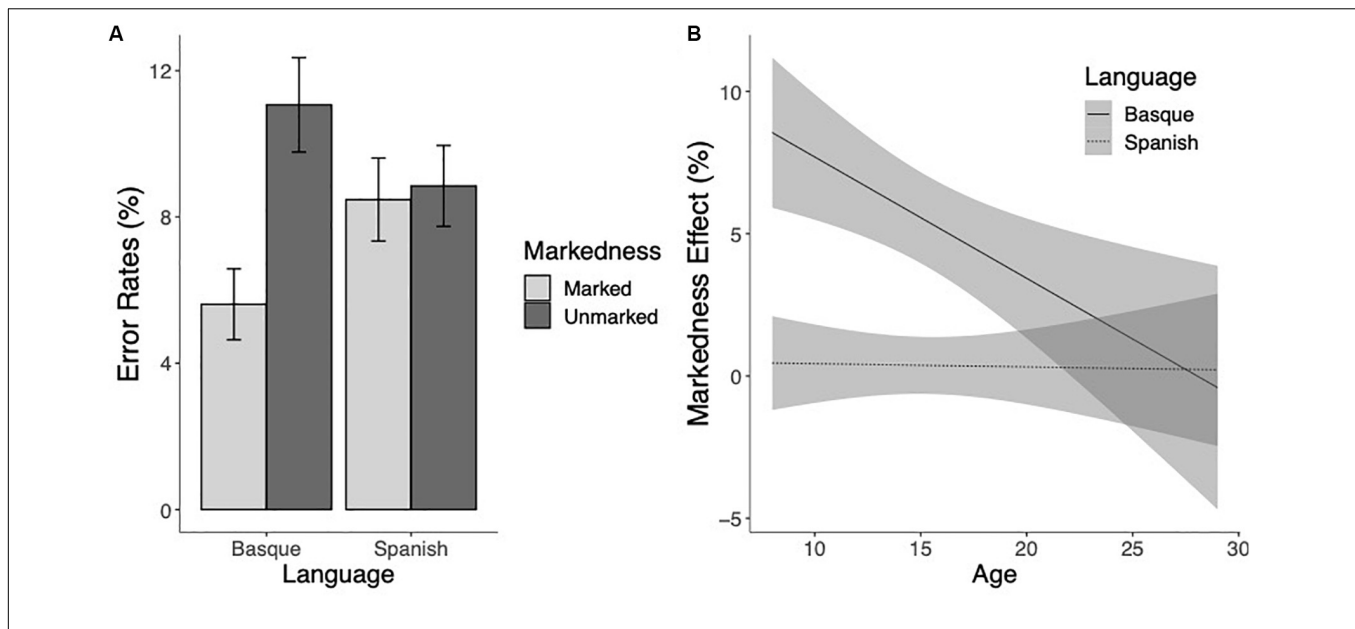 A
Error Rates (%)
12
8
4
0
Basque
Spanish
Language
Markedness
Marked
Unmarked
B
Markedness Effect (%)
10
5
0
−5
10
15
20
25
30
Age
Language
Basque
Spanish